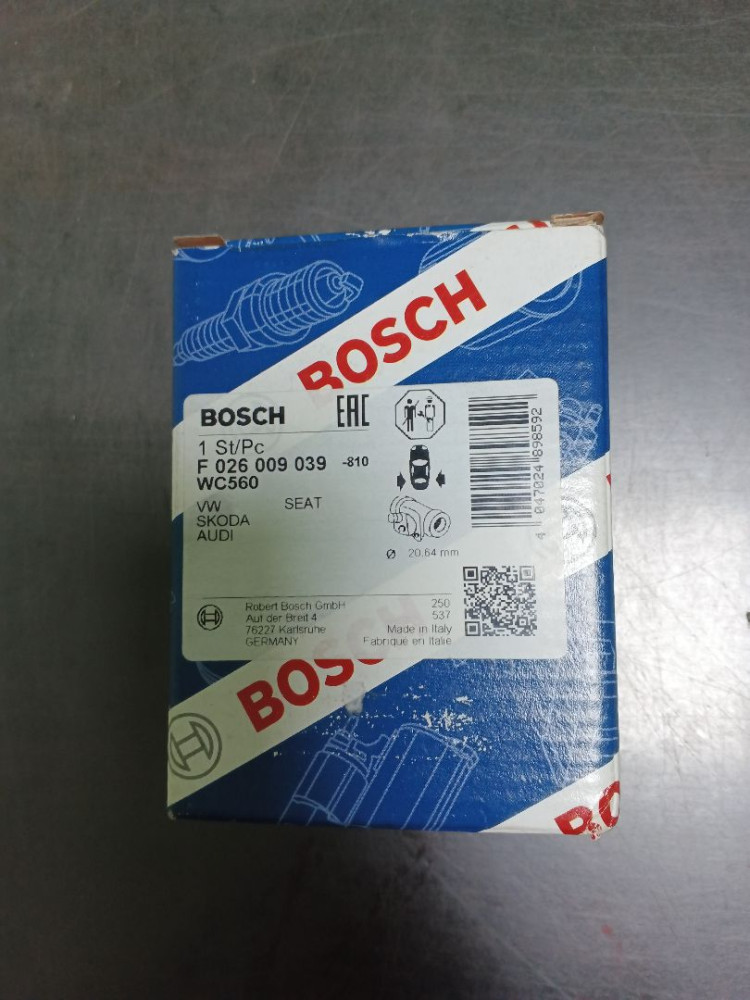 BOSCH
BOSCH EAC
1 St/Pc
F 026 009 039 -810
WC560
VW SEAT
SKODA
AUDI
Ø 20,64 mm
4 047024 898592
Robert Bosch GmbH 250
Auf der Breit 4 537
76227 Karlsruhe Made in Italy
GERMANY Fabriqué en Italie
BOSCH
BO